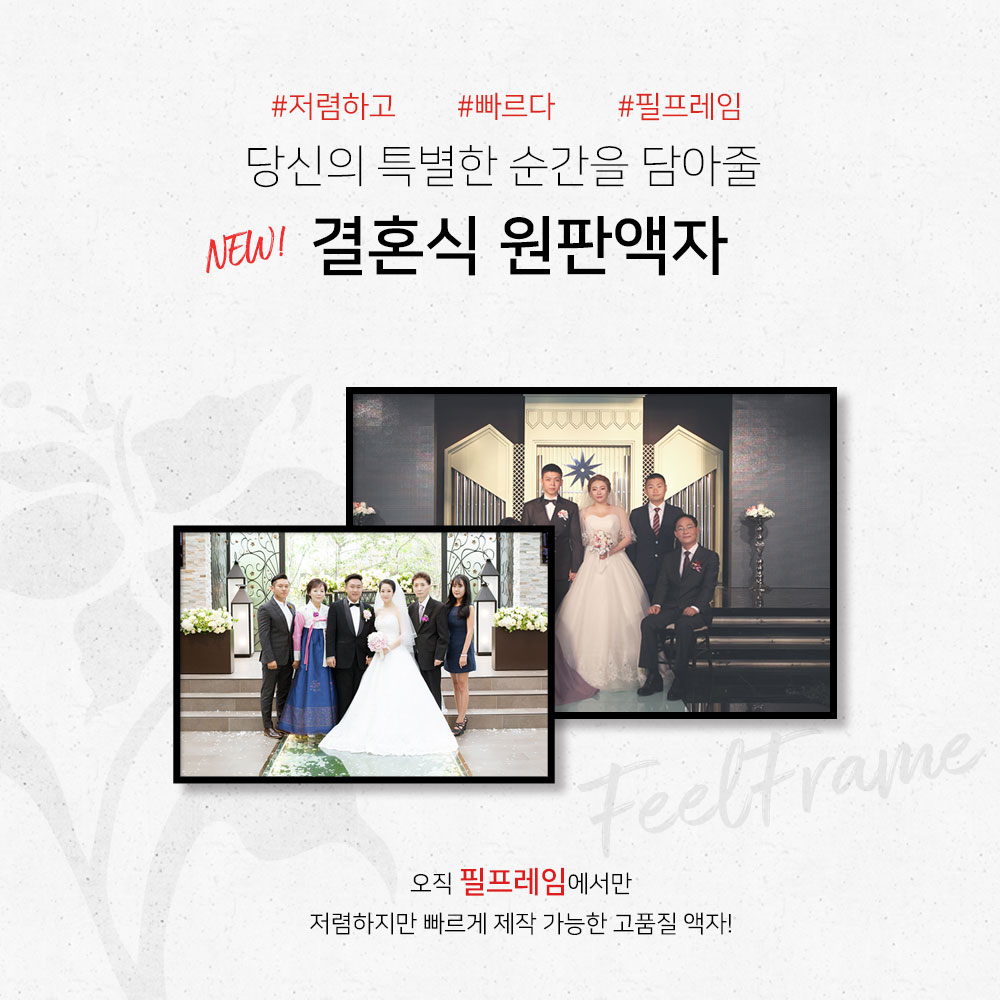 #저렴하고 #빠르다 #필프레임
당신의 특별한 순간을 담아줄
NEW! 결혼식 원판액자
FeelFrame
오직 필프레임에서만
저렴하지만 빠르게 제작 가능한 고품질 액자!